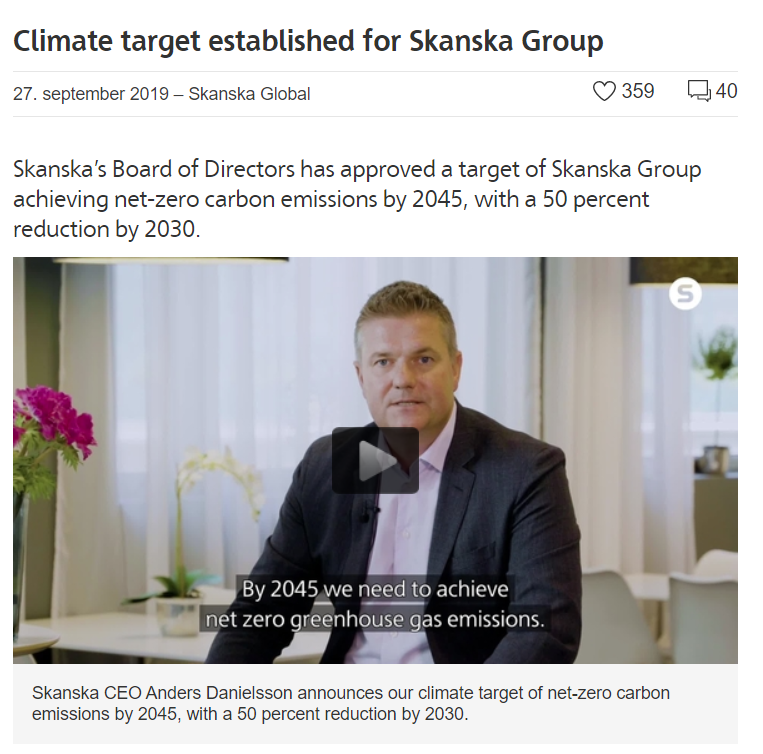 Climate target established for Skanska Group
27. september 2019 – Skanska Global
359
40
Skanska's Board of Directors has approved a target of Skanska Group
achieving net-zero carbon emissions by 2045, with a 50 percent
reduction by 2030.
S
By 2045 we need to achieve
net zero greenhouse gas emissions.
Skanska CEO Anders Danielsson announces our climate target of net-zero carbon
emissions by 2045, with a 50 percent reduction by 2030.